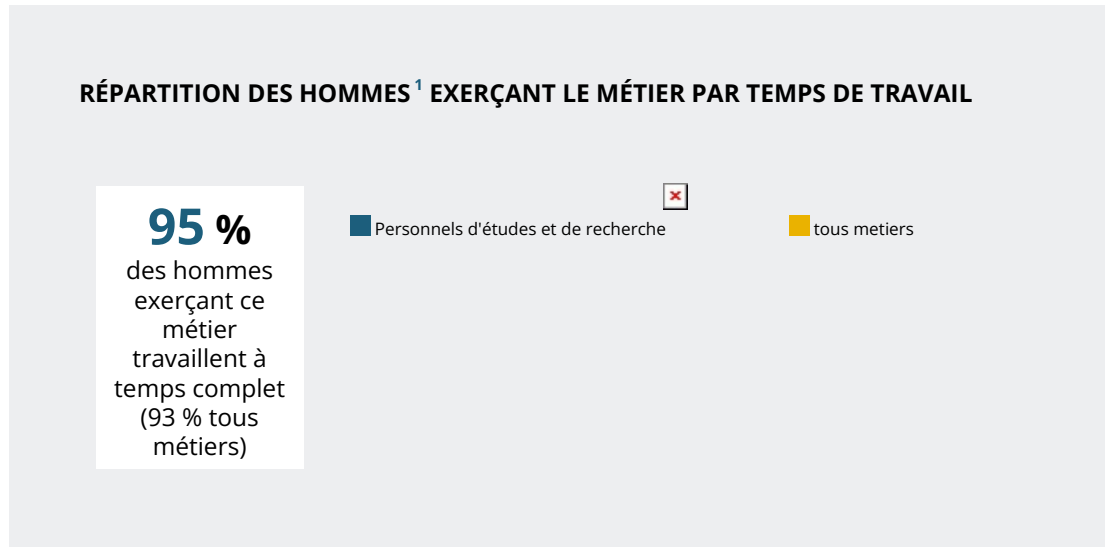 RÉPARTITION DES HOMMES 1 EXERÇANT LE MÉTIER PAR TEMPS DE TRAVAIL
95 %
des hommes
exerçant ce
métier
travaillent à
temps complet
(93 % tous
métiers)
Personnels d'études et de recherche
tous metiers